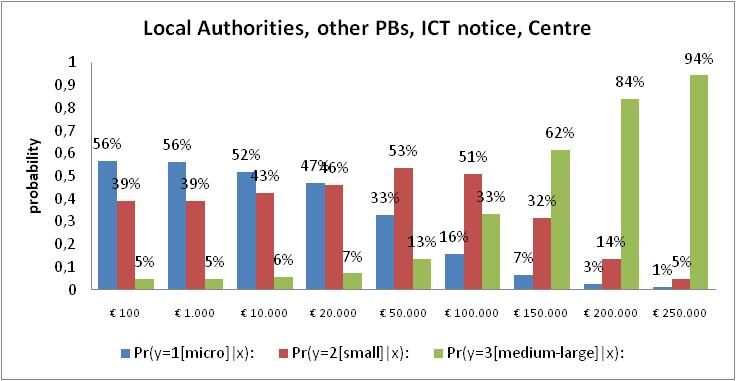 Local Authorities, other PBs, ICT notice, Centre
probability
1
0,9
0,8
0,7
0,6
0,5
0,4
0,3
0,2
0,1
0
56% 39% 5%
56% 39% 5%
52% 43% 6%
47% 46% 7%
33% 53% 13%
16% 51% 33%
7% 32% 62%
3% 14% 84%
1% 5% 94%
€ 100 € 1.000 € 10.000 € 20.000 € 50.000 € 100.000 € 150.000 € 200.000 € 250.000
Pr(y=1[micro]|x): Pr(y=2[small]|x): Pr(y=3[medium-large]|x):